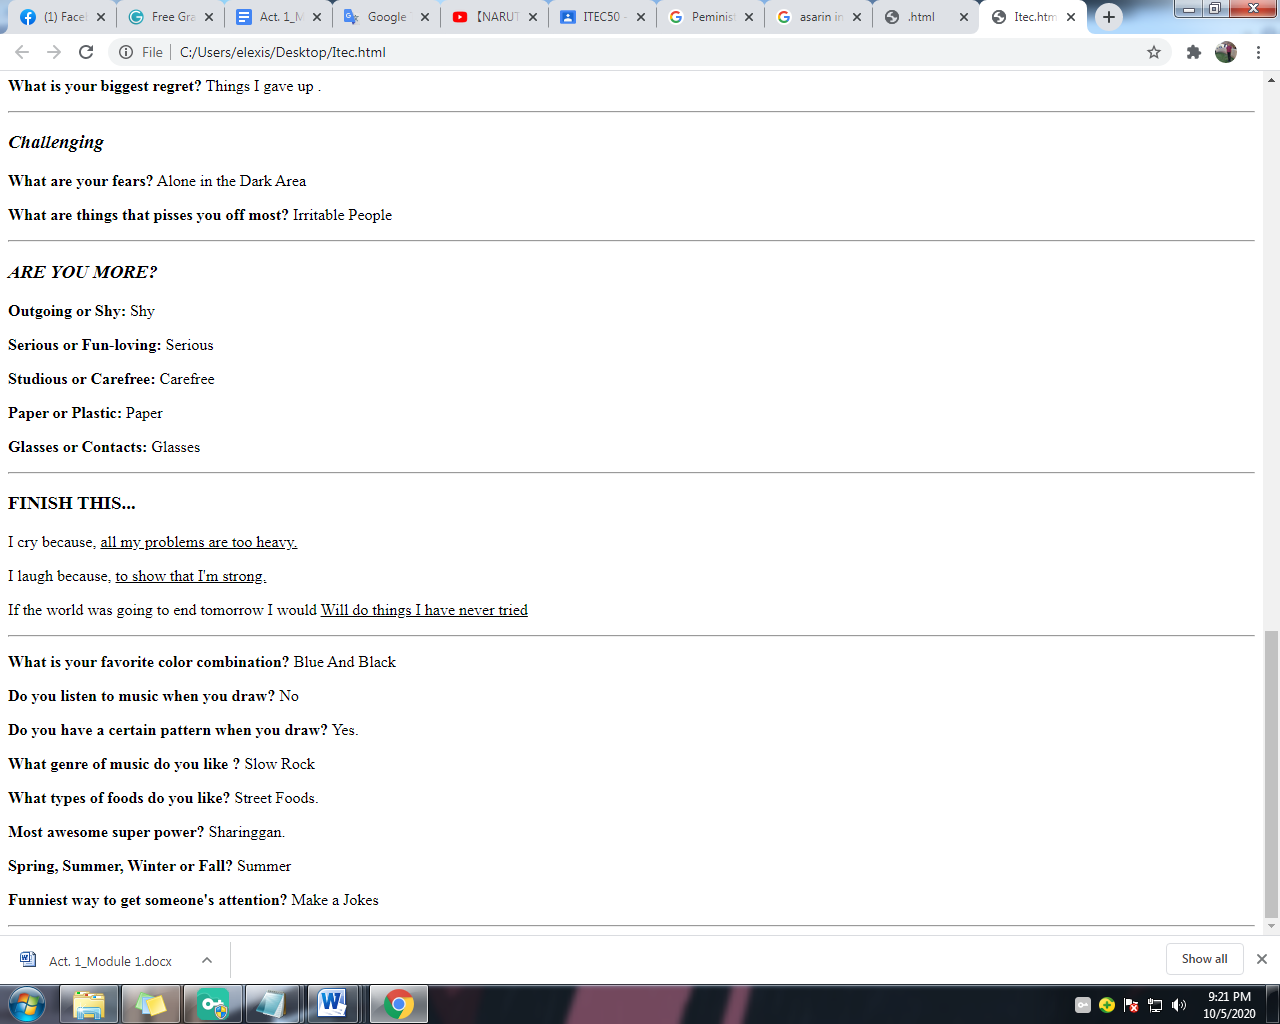 (1) Facel
Free Gra
Act. 1_M
Google
【NARUT
ITEC50 -
Peminist
asarin in
.html
Itec.htm
File
C:/Users/elexis/Desktop/Itec.html
What is your biggest regret? Things I gave up .
Challenging
What are your fears? Alone in the Dark Area
What are things that pisses you off most? Irritable People
ARE YOU MORE?
Outgoing or Shy: Shy
Serious or Fun-loving: Serious
Studious or Carefree: Carefree
Paper or Plastic: Paper
Glasses or Contacts: Glasses
FINISH THIS...
I cry because, all my problems are too heavy.
I laugh because, to show that I'm strong.
If the world was going to end tomorrow I would Will do things I have never tried
What is your favorite color combination? Blue And Black
Do you listen to music when you draw? No
Do you have a certain pattern when you draw? Yes.
What genre of music do you like ? Slow Rock
What types of foods do you like? Street Foods.
Most awesome super power? Sharinggan.
Spring, Summer, Winter or Fall? Summer
Funniest way to get someone's attention? Make a Jokes
Act. 1_Module 1.docx
Show all
9:21 PM
10/5/2020